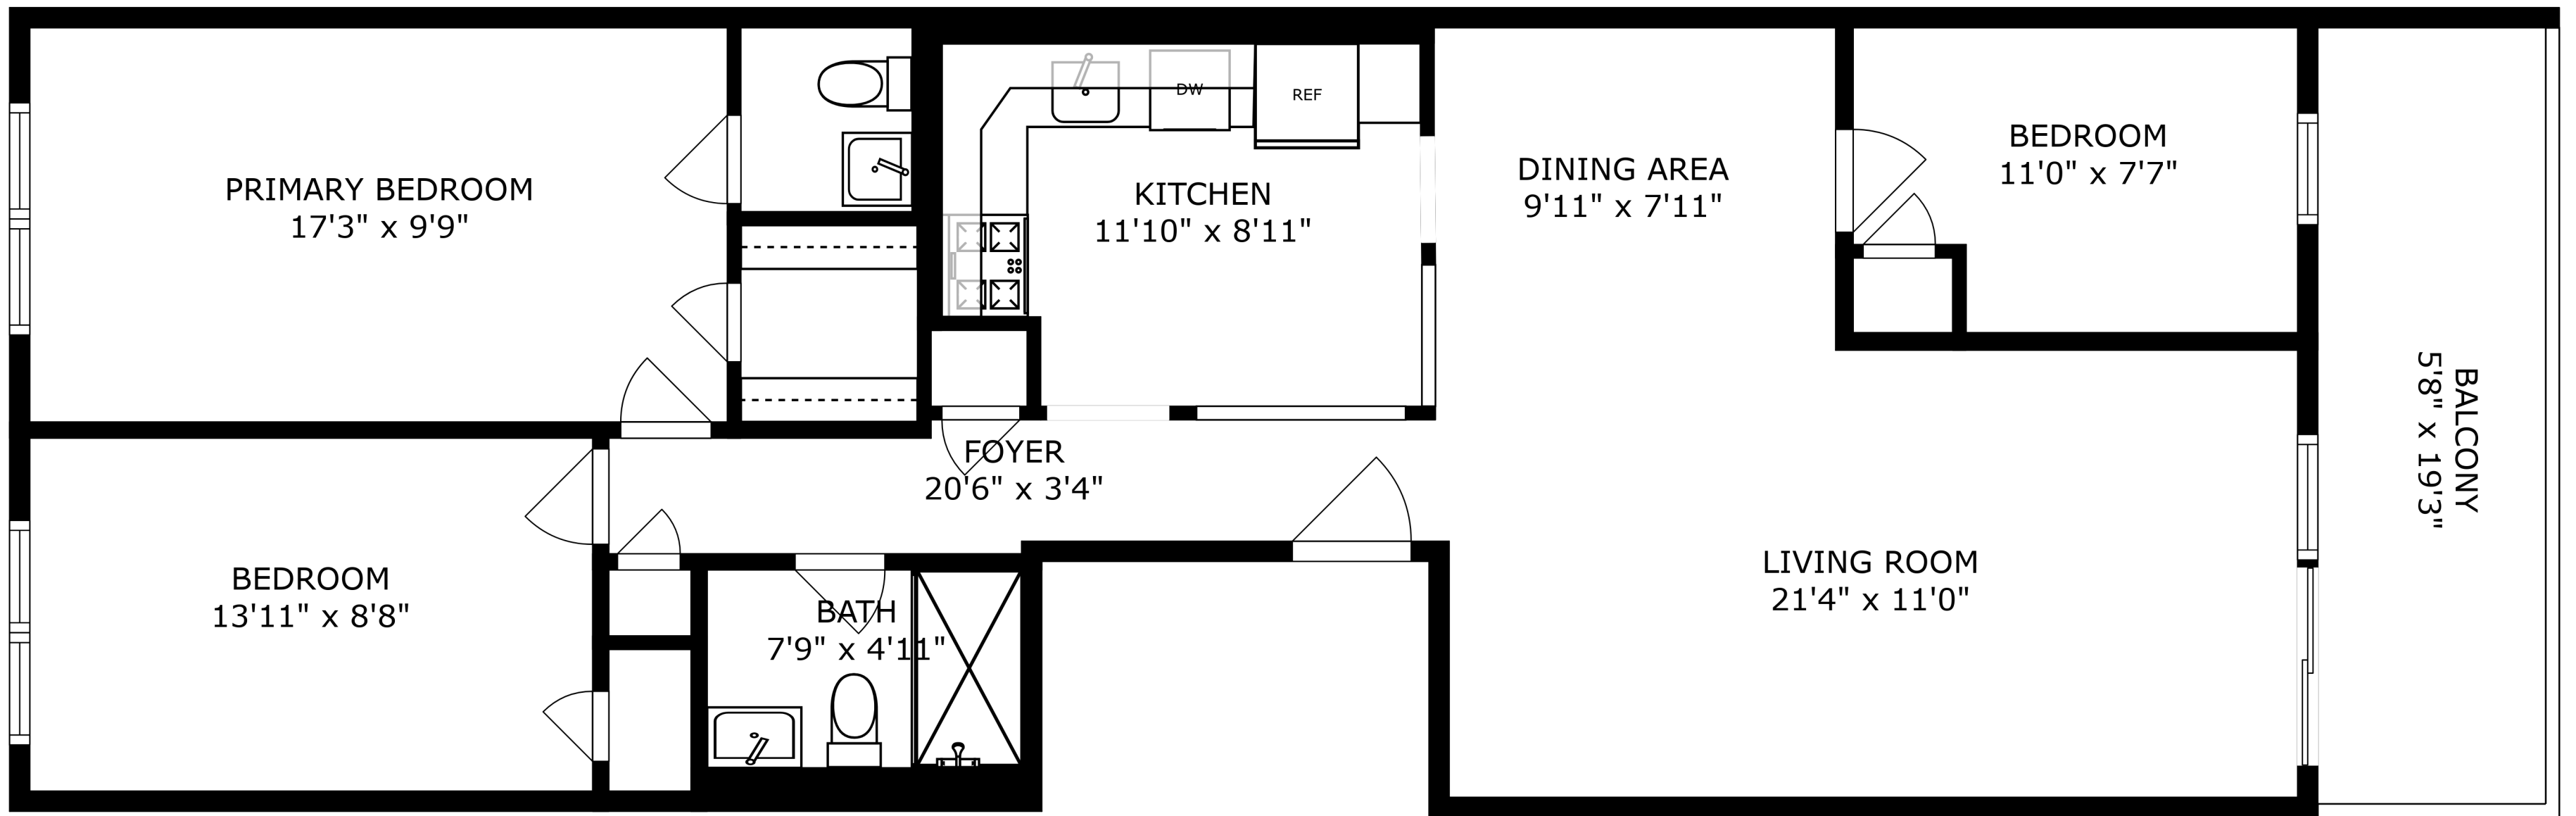 PRIMARY BEDROOM
17'3" x 9'9"
DW
REF
KITCHEN
11'10" x 8'11"
DINING AREA
9'11" x 7'11"
BEDROOM
11'0" x 7'7"
BALCONY
5'8" x 19'3"
FOYER
20'6" x 3'4"
BEDROOM
13'11" x 8'8"
BATH
7'9" x 4'11"
LIVING ROOM
21'4" x 11'0"